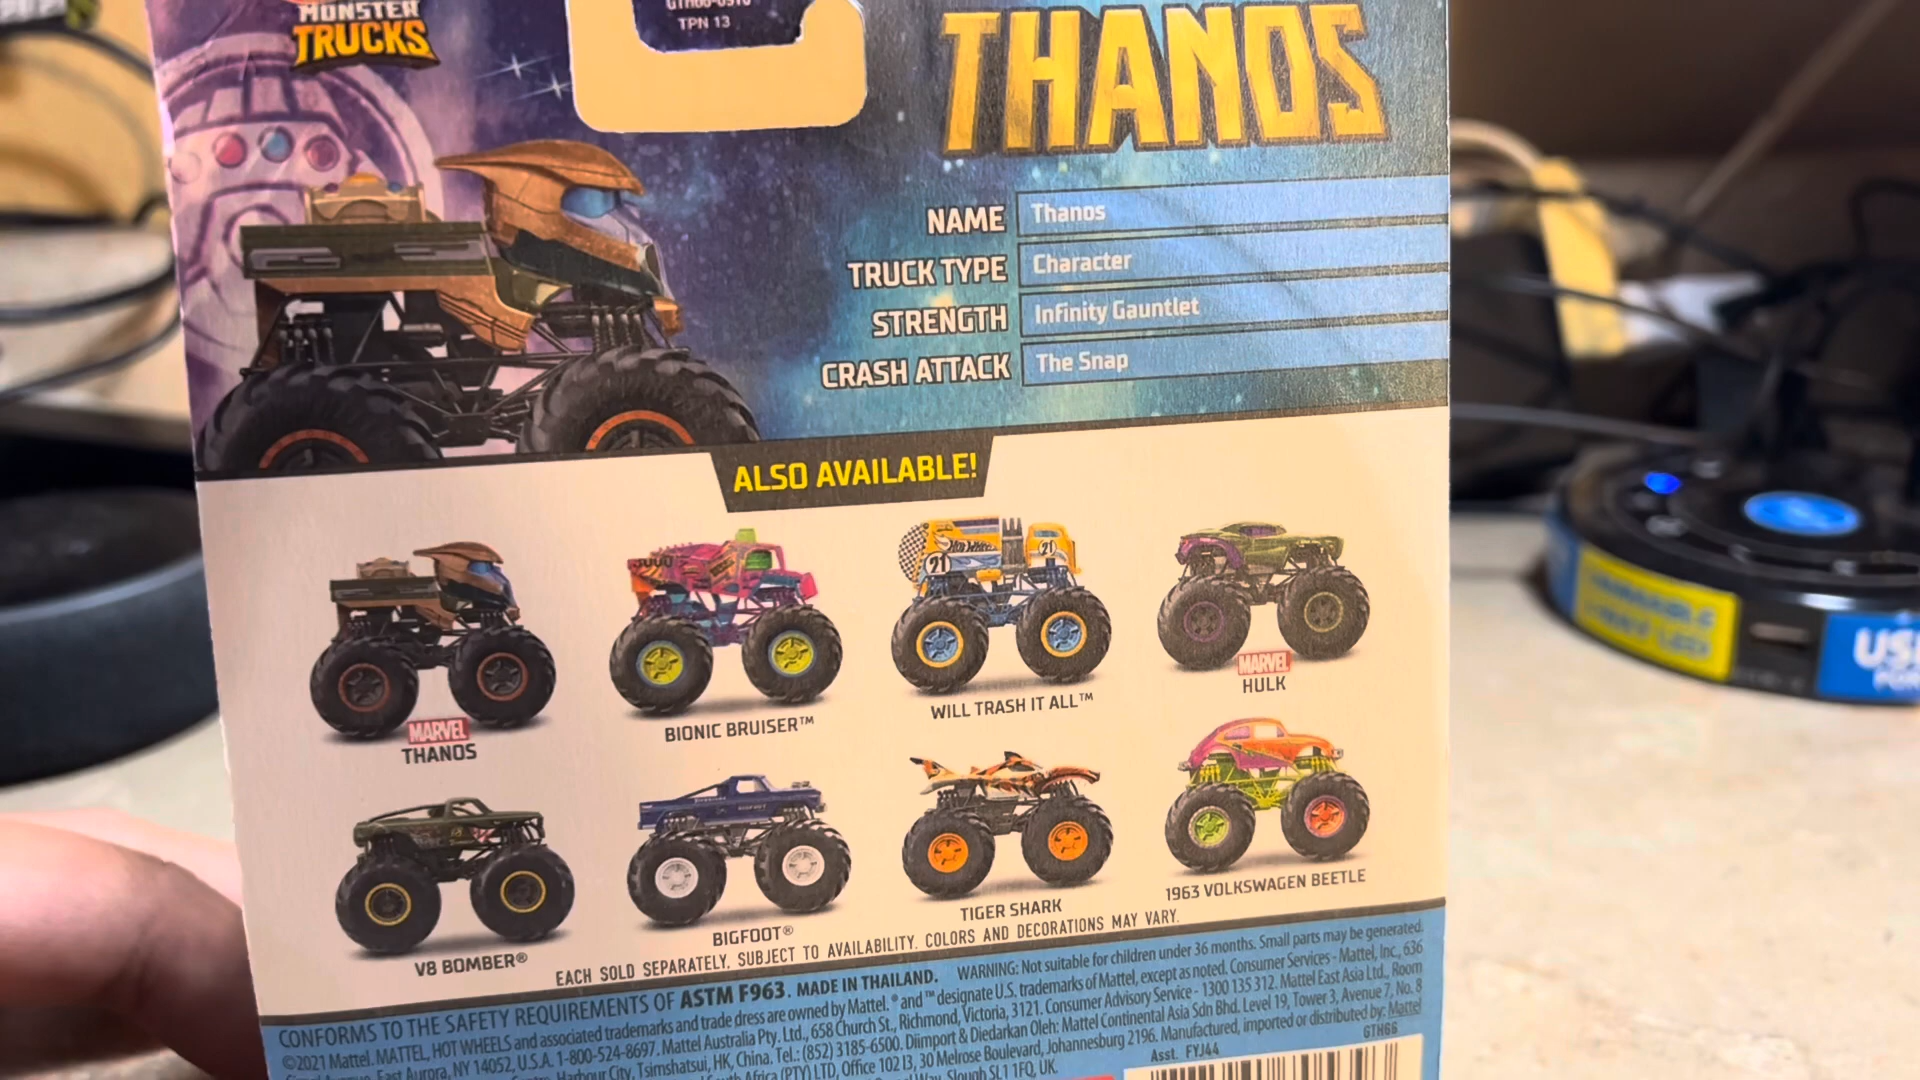 MONSTER
TRUCKS
TPN 13
THANOS
NAME Thanos
TRUCK TYPE Character
STRENGTH Infinity Gauntlet
CRASH ATTACK The Snap
ALSO AVAILABLE!
Hot Wheels
21
21
MARVEL
THANOS
BIONIC BRUISER™
WILL TRASH IT ALL™
MARVEL
HULK
V8 BOMBER®
BIGFOOT
BIGFOOT®
TIGER SHARK
1963 VOLKSWAGEN BEETLE
EACH SOLD SEPARATELY. SUBJECT TO AVAILABILITY. COLORS AND DECORATIONS MAY VARY.
CONFORMS TO THE SAFETY REQUIREMENTS OF ASTM F963. MADE IN THAILAND. WARNING: Not suitable for children under 36 months. Small parts may be generated.
©2021 Mattel. MATTEL, HOT WHEELS and associated trademarks and trade dress are owned by Mattel. ® and ™ designate U.S. trademarks of Mattel, except as noted. Consumer Services - Mattel, Inc., 636
East Aurora, NY 14052, U.S.A. 1-800-524-8697. Mattel Australia Pty. Ltd., 658 Church St., Richmond, Victoria, 3121. Consumer Advisory Service - 1300 135 312. Mattel East Asia Ltd., Room
Harbour City, Tsimshatsui, HK, China. Tel.: (852) 3185-6500. Diimport & Diedarkan Oleh: Mattel Continental Asia Sdn Bhd. Level 19, Tower 3, Avenue 7, No. 8
Africa (PTY) LTD, Office 102 I3, 30 Melrose Boulevard, Johannesburg 2196. Manufactured, imported or distributed by: Mattel
Way, Slough SL1 1FQ, UK.
Asst. FYJ44
GTH66